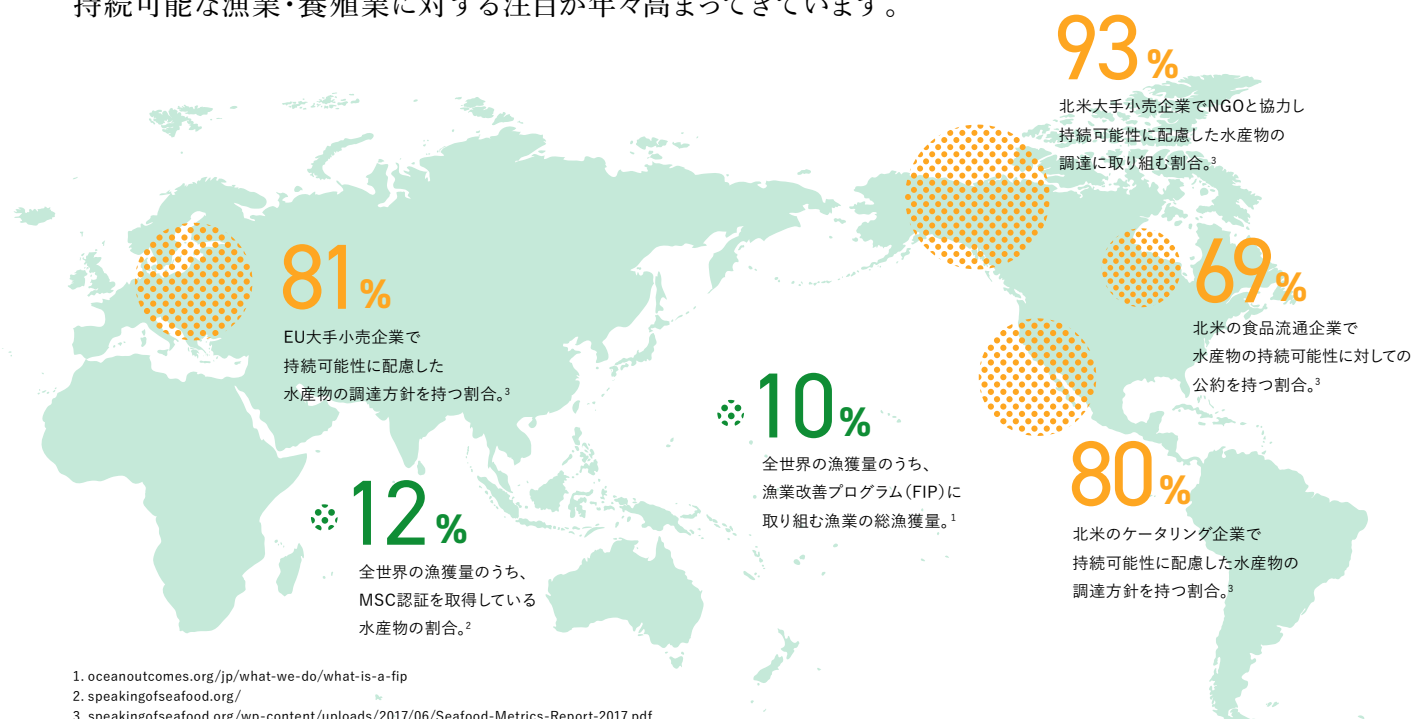 持続可能な漁業・養殖業に対する注目が年々高まってきています。
93%
北米大手小売企業でNGOと協力し
持続可能性に配慮した水産物の
調達に取り組む割合。3
81%
EU大手小売企業で
持続可能性に配慮した
水産物の調達方針を持つ割合。3
69%
北米の食品流通企業で
水産物の持続可能性に対しての
公約を持つ割合。3
10%
全世界の漁獲量のうち、
漁業改善プログラム（FIP）に
取り組む漁業の総漁獲量。1
80%
北米のケータリング企業で
持続可能性に配慮した水産物の
調達方針を持つ割合。3
12%
全世界の漁獲量のうち、
MSC認証を取得している
水産物の割合。2
1. oceanoutcomes.org/jp/what-we-do/what-is-a-fip
2. speakingofseafood.org/
3. speakingofseafood.org/wp-content/uploads/2017/06/Seafood-Metrics-Report-2017.pdf